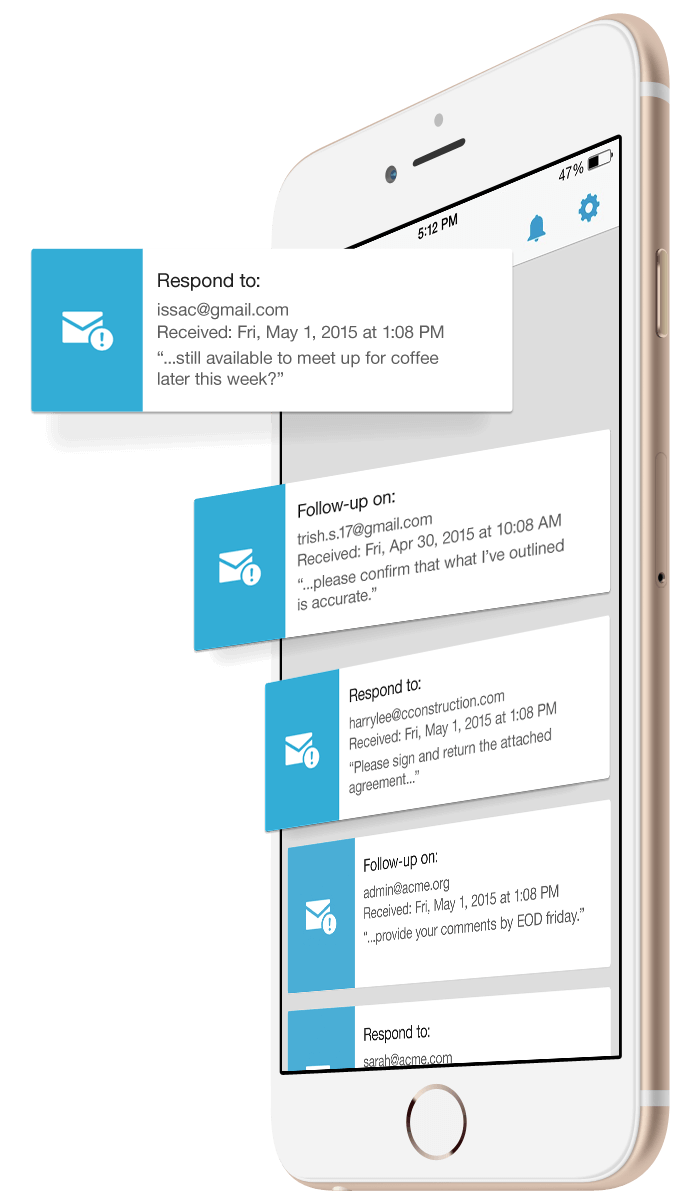 47%
5:12 PM
Respond to:
issac@gmail.com
Received: Fri, May 1, 2015 at 1:08 PM
“...still available to meet up for coffee
later this week?”
Follow-up on:
trish.s.17@gmail.com
Received: Fri, Apr 30, 2015 at 10:08 AM
“...please confirm that what I’ve outlined
is accurate.”
Respond to:
harrylee@cconstruction.com
Received: Fri, May 1, 2015 at 1:08 PM
“Please sign and return the attached
agreement...”
Follow-up on:
admin@acme.org
Received: Fri, May 1, 2015 at 1:08 PM
“...provide your comments by EOD friday.”
Respond to:
sarah@acme.com